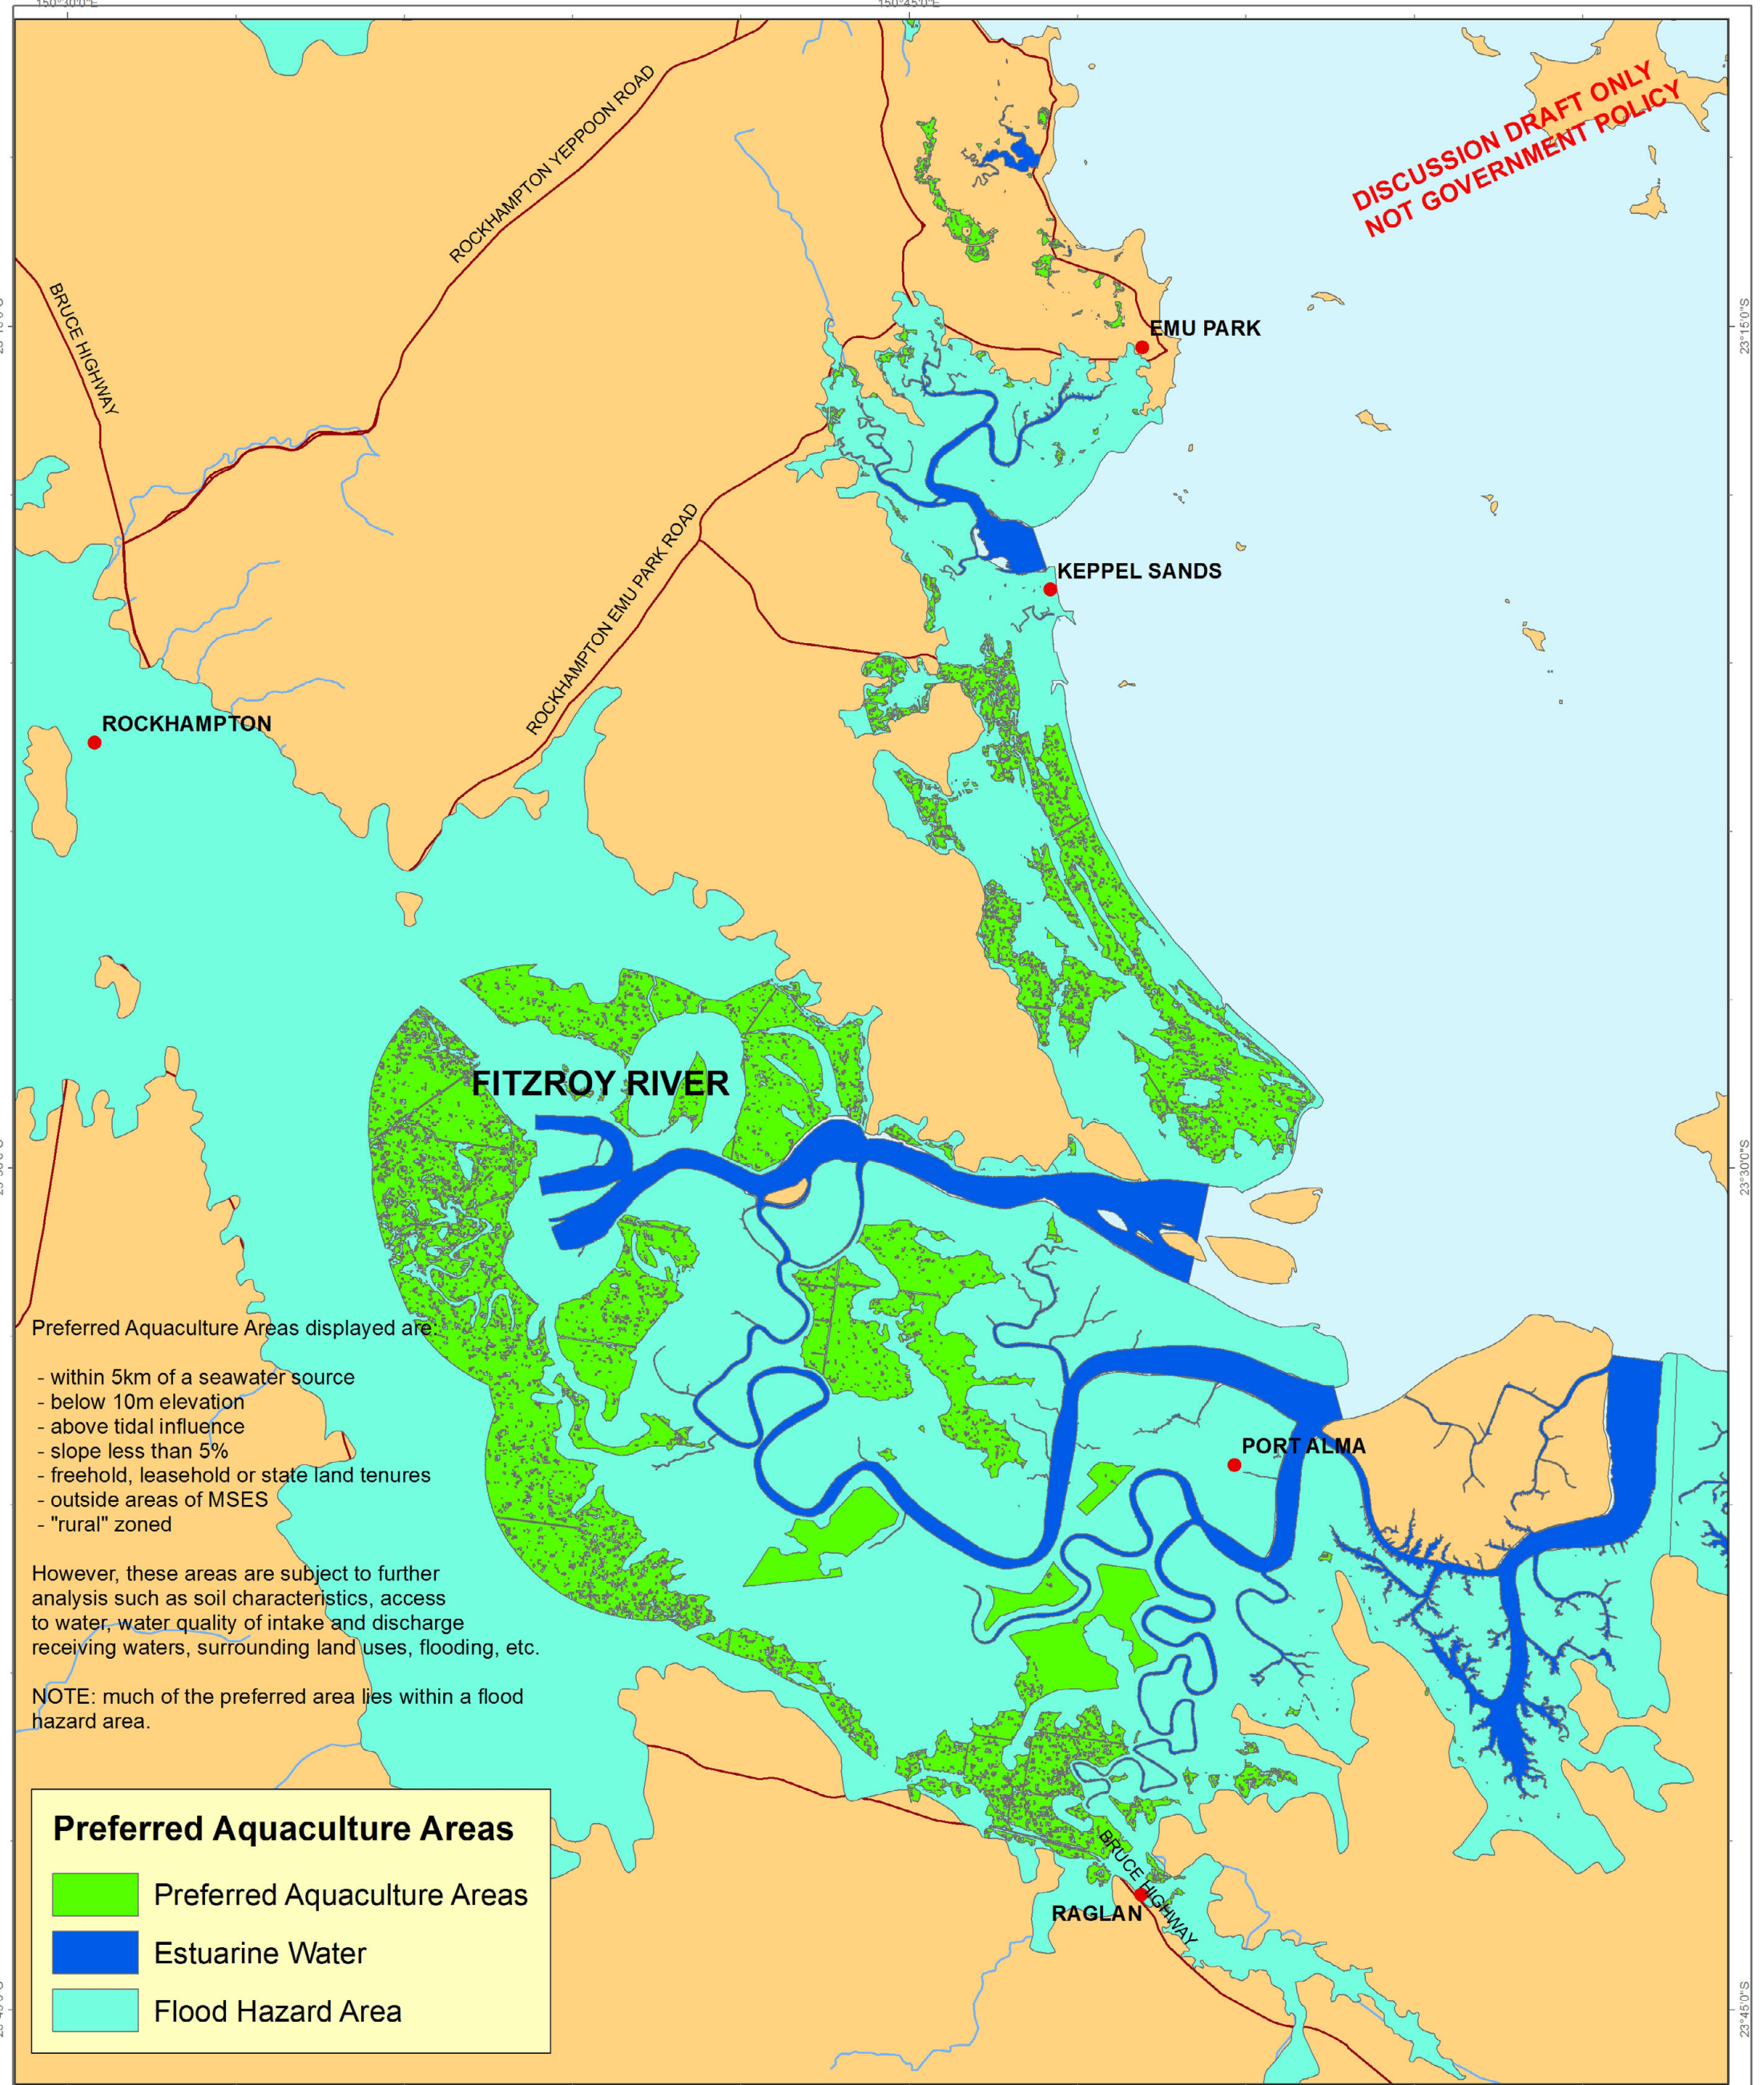 150°30'0"E
150°45'0"E
DISCUSSION DRAFT ONLY
NOT GOVERNMENT POLICY
ROCKHAMPTON YEPPOON ROAD
BRUCE HIGHWAY
EMU PARK
23°15'0"S
ROCKHAMPTON EMU PARK ROAD
KEPPEL SANDS
ROCKHAMPTON
FITZROY RIVER
23°30'0"S
Preferred Aquaculture Areas displayed are:
- within 5km of a seawater source
- below 10m elevation
- above tidal influence
- slope less than 5%
- freehold, leasehold or state land tenures
- outside areas of MSES
- "rural" zoned
PORT ALMA
However, these areas are subject to further
analysis such as soil characteristics, access
to water, water quality of intake and discharge
receiving waters, surrounding land uses, flooding, etc.
NOTE: much of the preferred area lies within a flood
hazard area.
Preferred Aquaculture Areas
Preferred Aquaculture Areas
Estuarine Water
Flood Hazard Area
BRUCE HIGHWAY
RAGLAN
23°45'0"S